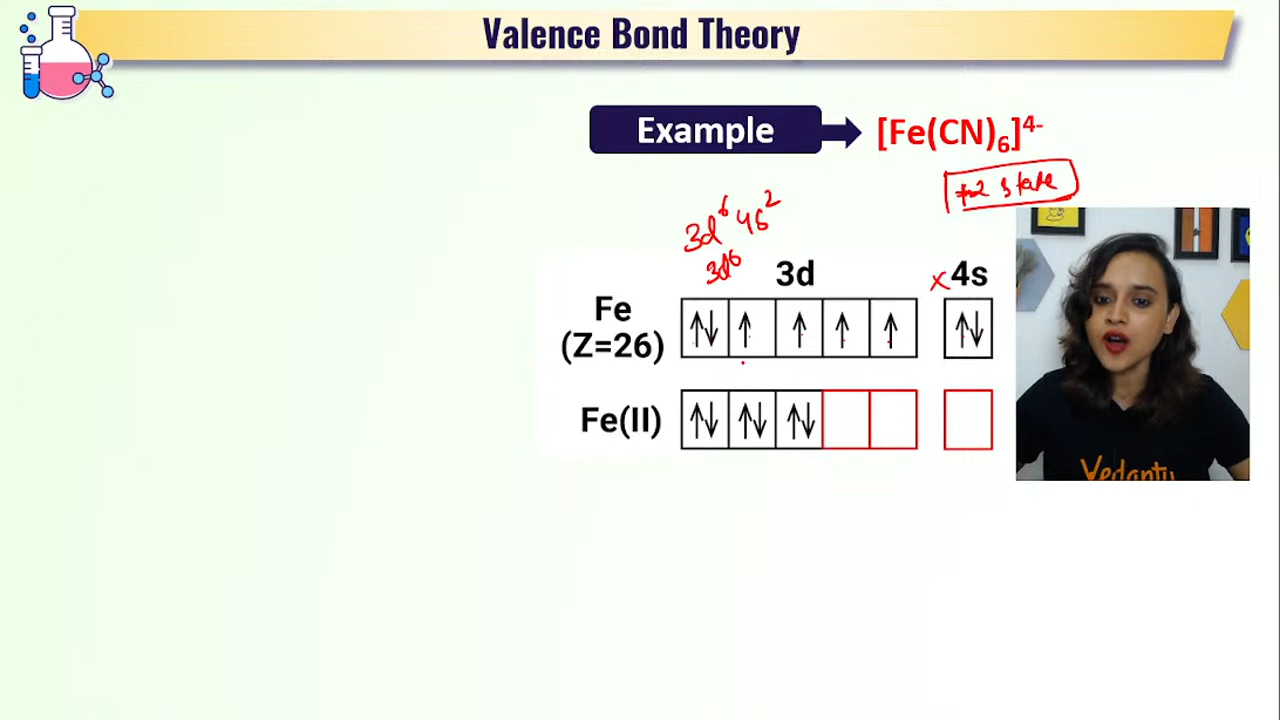 Valence Bond Theory
Example [Fe(CN)6]4-
+2 state
3d6 4s2
3d6
3d x 4s
Fe
(Z=26)
Fe(II)
Vedantu